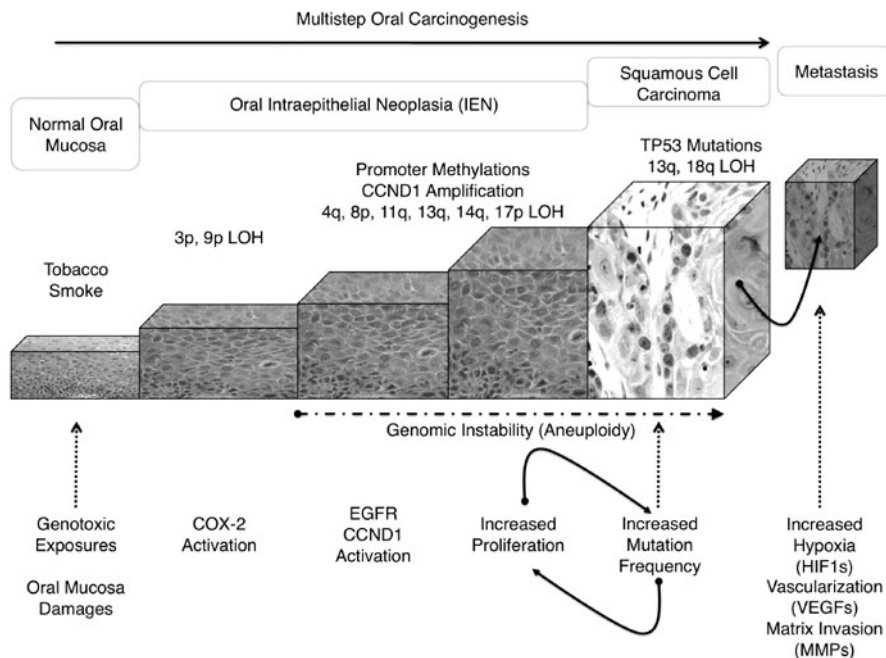 Multistep Oral Carcinogenesis
Normal Oral
Mucosa
Oral Intraepithelial Neoplasia (IEN)
Squamous Cell
Carcinoma
Metastasis
Tobacco
Smoke
3p, 9p LOH
Promoter Methylations
CCND1 Amplification
4q, 8p, 11q, 13q, 14q, 17p LOH
TP53 Mutations
13q, 18q LOH
Genomic Instability (Aneuploidy)
Genotoxic
Exposures
Oral Mucosa
Damages
COX-2
Activation
EGFR
CCND1
Activation
Increased
Proliferation
Increased
Mutation
Frequency
Increased
Hypoxia
(HIF1s)
Vascularization
(VEGFs)
Matrix Invasion
(MMPs)